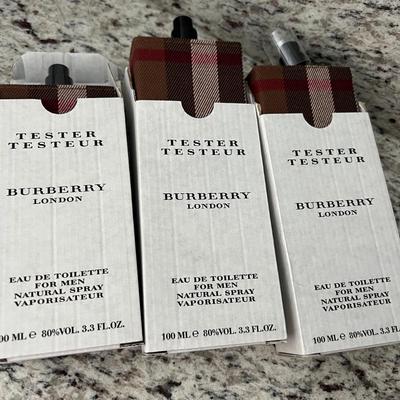 TESTER
TESTEUR
BURBERRY
LONDON
EAU DE TOILETTE
FOR MEN
NATURAL SPRAY
VAPORISATEUR
100 ML ℮ 80%VOL. 3.3 FL.OZ.
TESTER
TESTEUR
BURBERRY
LONDON
EAU DE TOILETTE
FOR MEN
NATURAL SPRAY
VAPORISATEUR
100 ML ℮ 80%VOL. 3.3 FL.OZ.
TESTER
TESTEUR
BURBERRY
LONDON
EAU DE TOILETTE
FOR MEN
NATURAL SPRAY
VAPORISATEUR
100 ML ℮ 80%VOL. 3.3 FL.OZ.